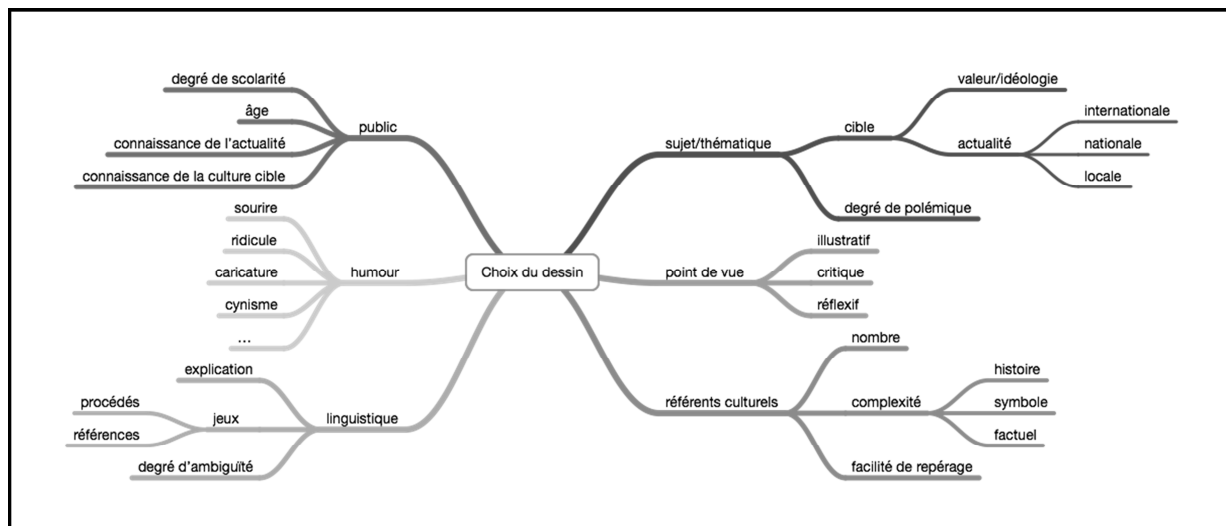 Choix du dessin
public
degré de scolarité
âge
connaissance de l'actualité
connaissance de la culture cible
humour
sourire
ridicule
caricature
cynisme
...
linguistique
explication
jeux
procédés
références
degré d'ambiguïté
sujet/thématique
cible
valeur/idéologie
actualité
internationale
nationale
locale
degré de polémique
point de vue
illustratif
critique
réflexif
référents culturels
nombre
complexité
histoire
symbole
factuel
facilité de repérage